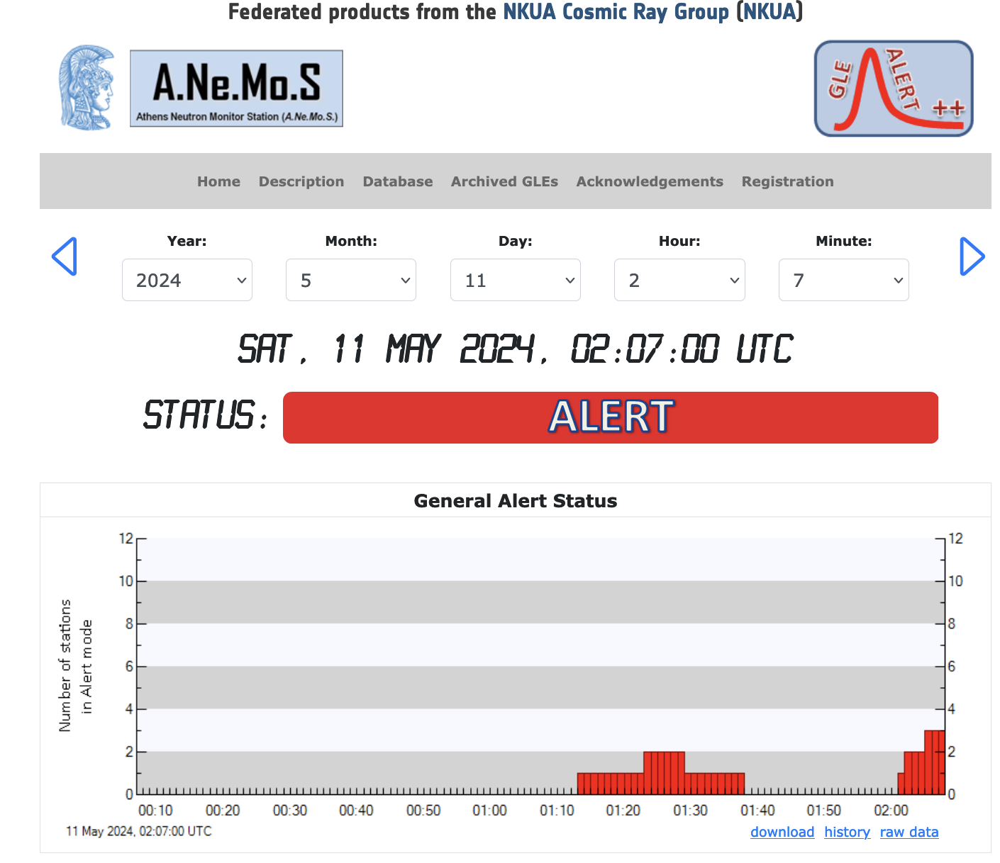 Federated products from the NKUA Cosmic Ray Group (NKUA)
A.Ne.Mo.S
Athens Neutron Monitor Station (A.Ne.Mo.S.)
GLE ALERT ++
Home Description Database Archived GLEs Acknowledgements Registration
Year: Month: Day: Hour: Minute:
2024 5 11 2 7
SAT, 11 MAY 2024, 02:07:00 UTC
STATUS: ALERT
General Alert Status
Number of stations
in Alert mode
12 12
10 10
8 8
6 6
4 4
2 2
0 0
00:10 00:20 00:30 00:40 00:50 01:00 01:10 01:20 01:30 01:40 01:50 02:00
11 May 2024, 02:07:00 UTC
download history raw data